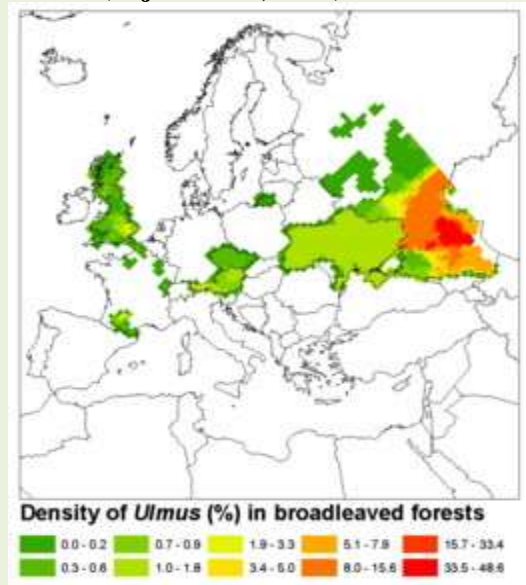 Density of Ulmus (%) in broadleaved forests
0.0 - 0.2 0.7 - 0.9 1.9 - 3.3 5.1 - 7.9 15.7 - 33.4
0.3 - 0.6 1.0 - 1.8 3.4 - 5.0 8.0 - 15.6 33.5 - 48.6